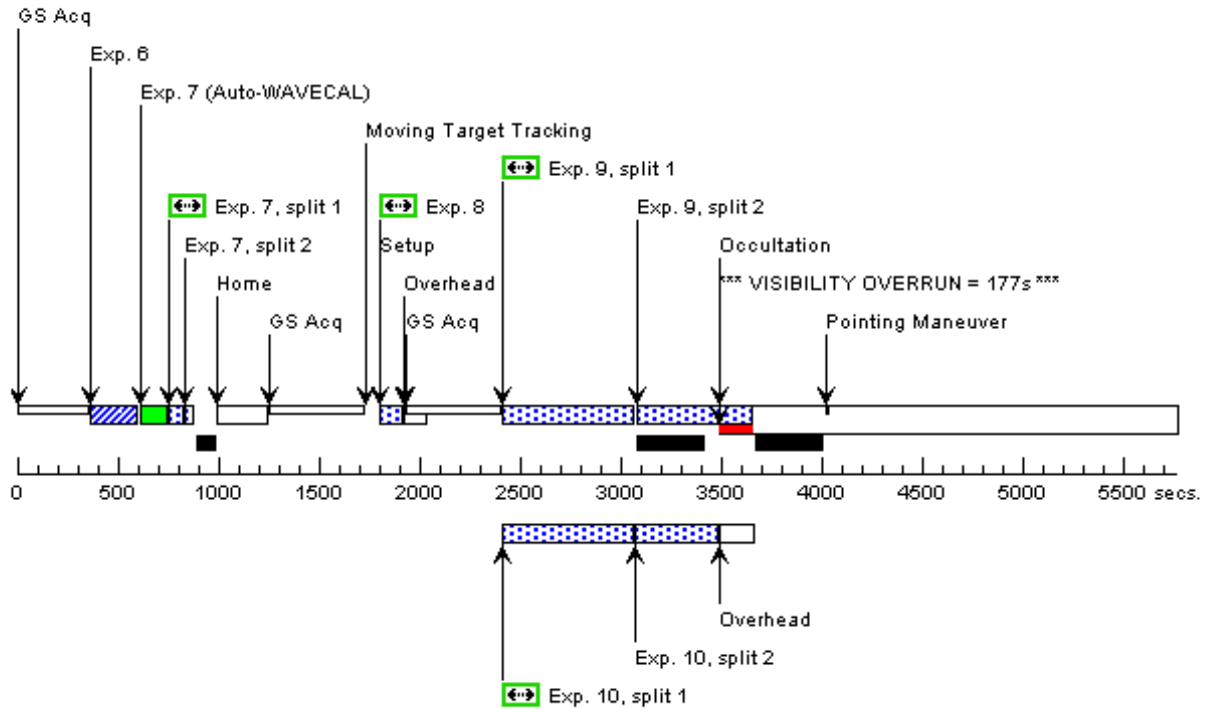 GS Acq
Exp. 6
Exp. 7 (Auto-WAVECAL)
Moving Target Tracking
Exp. 9, split 1
Exp. 7, split 1
Exp. 8
Exp. 9, split 2
Exp. 7, split 2
Setup
Occultation
Home
Overhead
*** VISIBILITY OVERRUN = 177s ***
GS Acq
GS Acq
Pointing Maneuver
0 500 1000 1500 2000 2500 3000 3500 4000 4500 5000 5500 secs.
Overhead
Exp. 10, split 2
Exp. 10, split 1